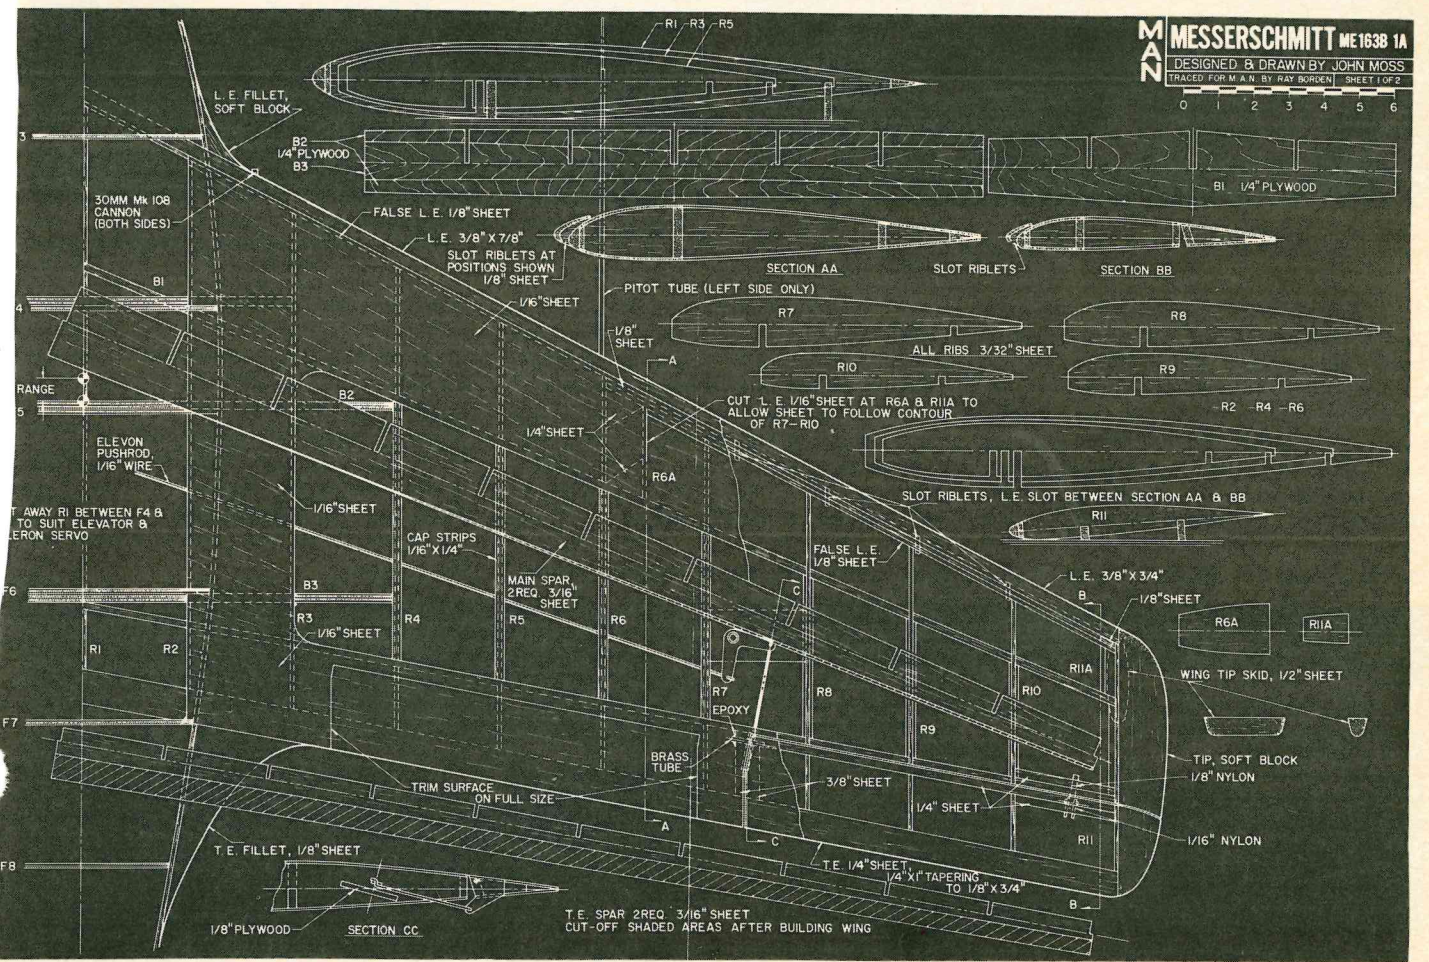 MAN
MESSERSCHMITT ME163B 1A
DESIGNED & DRAWN BY JOHN MOSS
TRACED FOR M.A.N. BY RAY BORDEN SHEET 1 OF 2
0 1 2 3 4 5 6
R1 R3 R5
L.E. FILLET,
SOFT BLOCK
3
B2
1/4" PLYWOOD
B3
B1 1/4" PLYWOOD
30MM Mk 108
CANNON
(BOTH SIDES)
FALSE L.E. 1/8" SHEET
L.E. 3/8" X 7/8"
SLOT RIBLETS AT
POSITIONS SHOWN
1/8" SHEET
SECTION AA
SLOT RIBLETS
SECTION BB
B1
1/16" SHEET
PITOT TUBE (LEFT SIDE ONLY)
4
R7
R8
1/8"
SHEET
ALL RIBS 3/32" SHEET
A
R10
R9
RANGE
B2
5
CUT L.E. 1/16" SHEET AT R6A & R11A TO
ALLOW SHEET TO FOLLOW CONTOUR
OF R7-R10
R2 R4 R6
1/4" SHEET
ELEVON
PUSHROD,
1/16" WIRE
R6A
SLOT RIBLETS, L.E. SLOT BETWEEN SECTION AA & BB
1/16" SHEET
T AWAY R1 BETWEEN F4 &
TO SUIT ELEVATOR &
LERON SERVO
R11
CAP STRIPS
1/16" X 1/4"
FALSE L.E.
1/8" SHEET
MAIN SPAR,
2 REQ. 3/16"
SHEET
L.E. 3/8" X 3/4"
F6
B3
C
B
1/8" SHEET
R3
R4
R5
R6
R6A
R11A
1/16" SHEET
R1
R2
R7
R8
R9
R10
R11A
WING TIP SKID, 1/2" SHEET
EPOXY
F7
BRASS
TUBE
TIP, SOFT BLOCK
1/8" NYLON
TRIM SURFACE
ON FULL SIZE
3/8" SHEET
1/4" SHEET
A
C
R11
1/16" NYLON
T.E. FILLET, 1/8" SHEET
F8
T.E. 1/4" SHEET,
1/4" X 1" TAPERING
TO 1/8" X 3/4"
B
1/8" PLYWOOD
SECTION CC
T.E. SPAR 2 REQ. 3/16" SHEET
CUT-OFF SHADED AREAS AFTER BUILDING WING